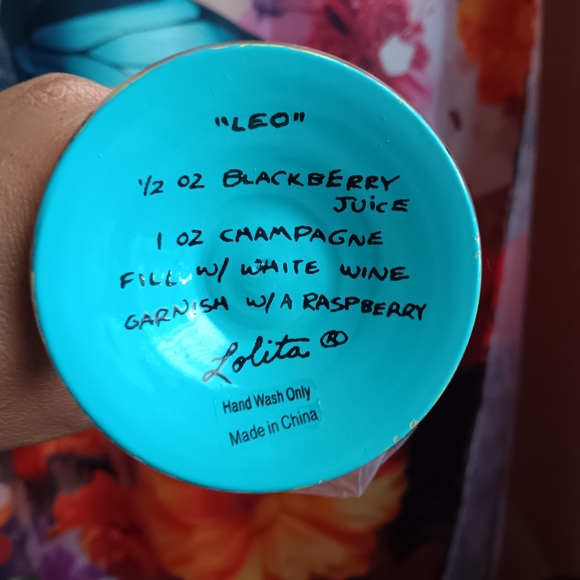 "LEO"
1/2 OZ BLACKBERRY
JUiCE
1 OZ CHAMPAGNE
FILL W/ WHITE WINE
GARNISH W/ A RASPBERRY
Lolita ®
Hand Wash Only
Made in China